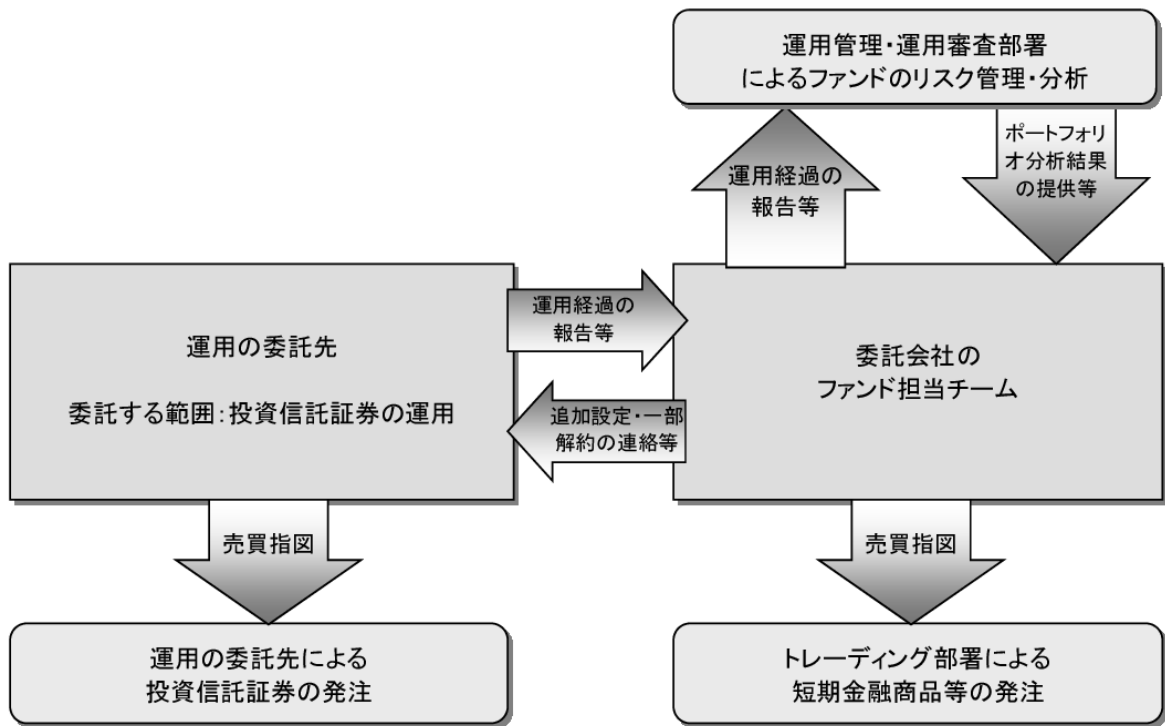 運用管理・運用審査部署
によるファンドのリスク管理・分析
運用経過の
報告等
ポートフォリ
オ分析結果
の提供等
運用の委託先
委託する範囲：投資信託証券の運用
運用経過の
報告等
追加設定・一部
解約の連絡等
委託会社の
ファンド担当チーム
売買指図
売買指図
運用の委託先による
投資信託証券の発注
トレーディング部署による
短期金融商品等の発注